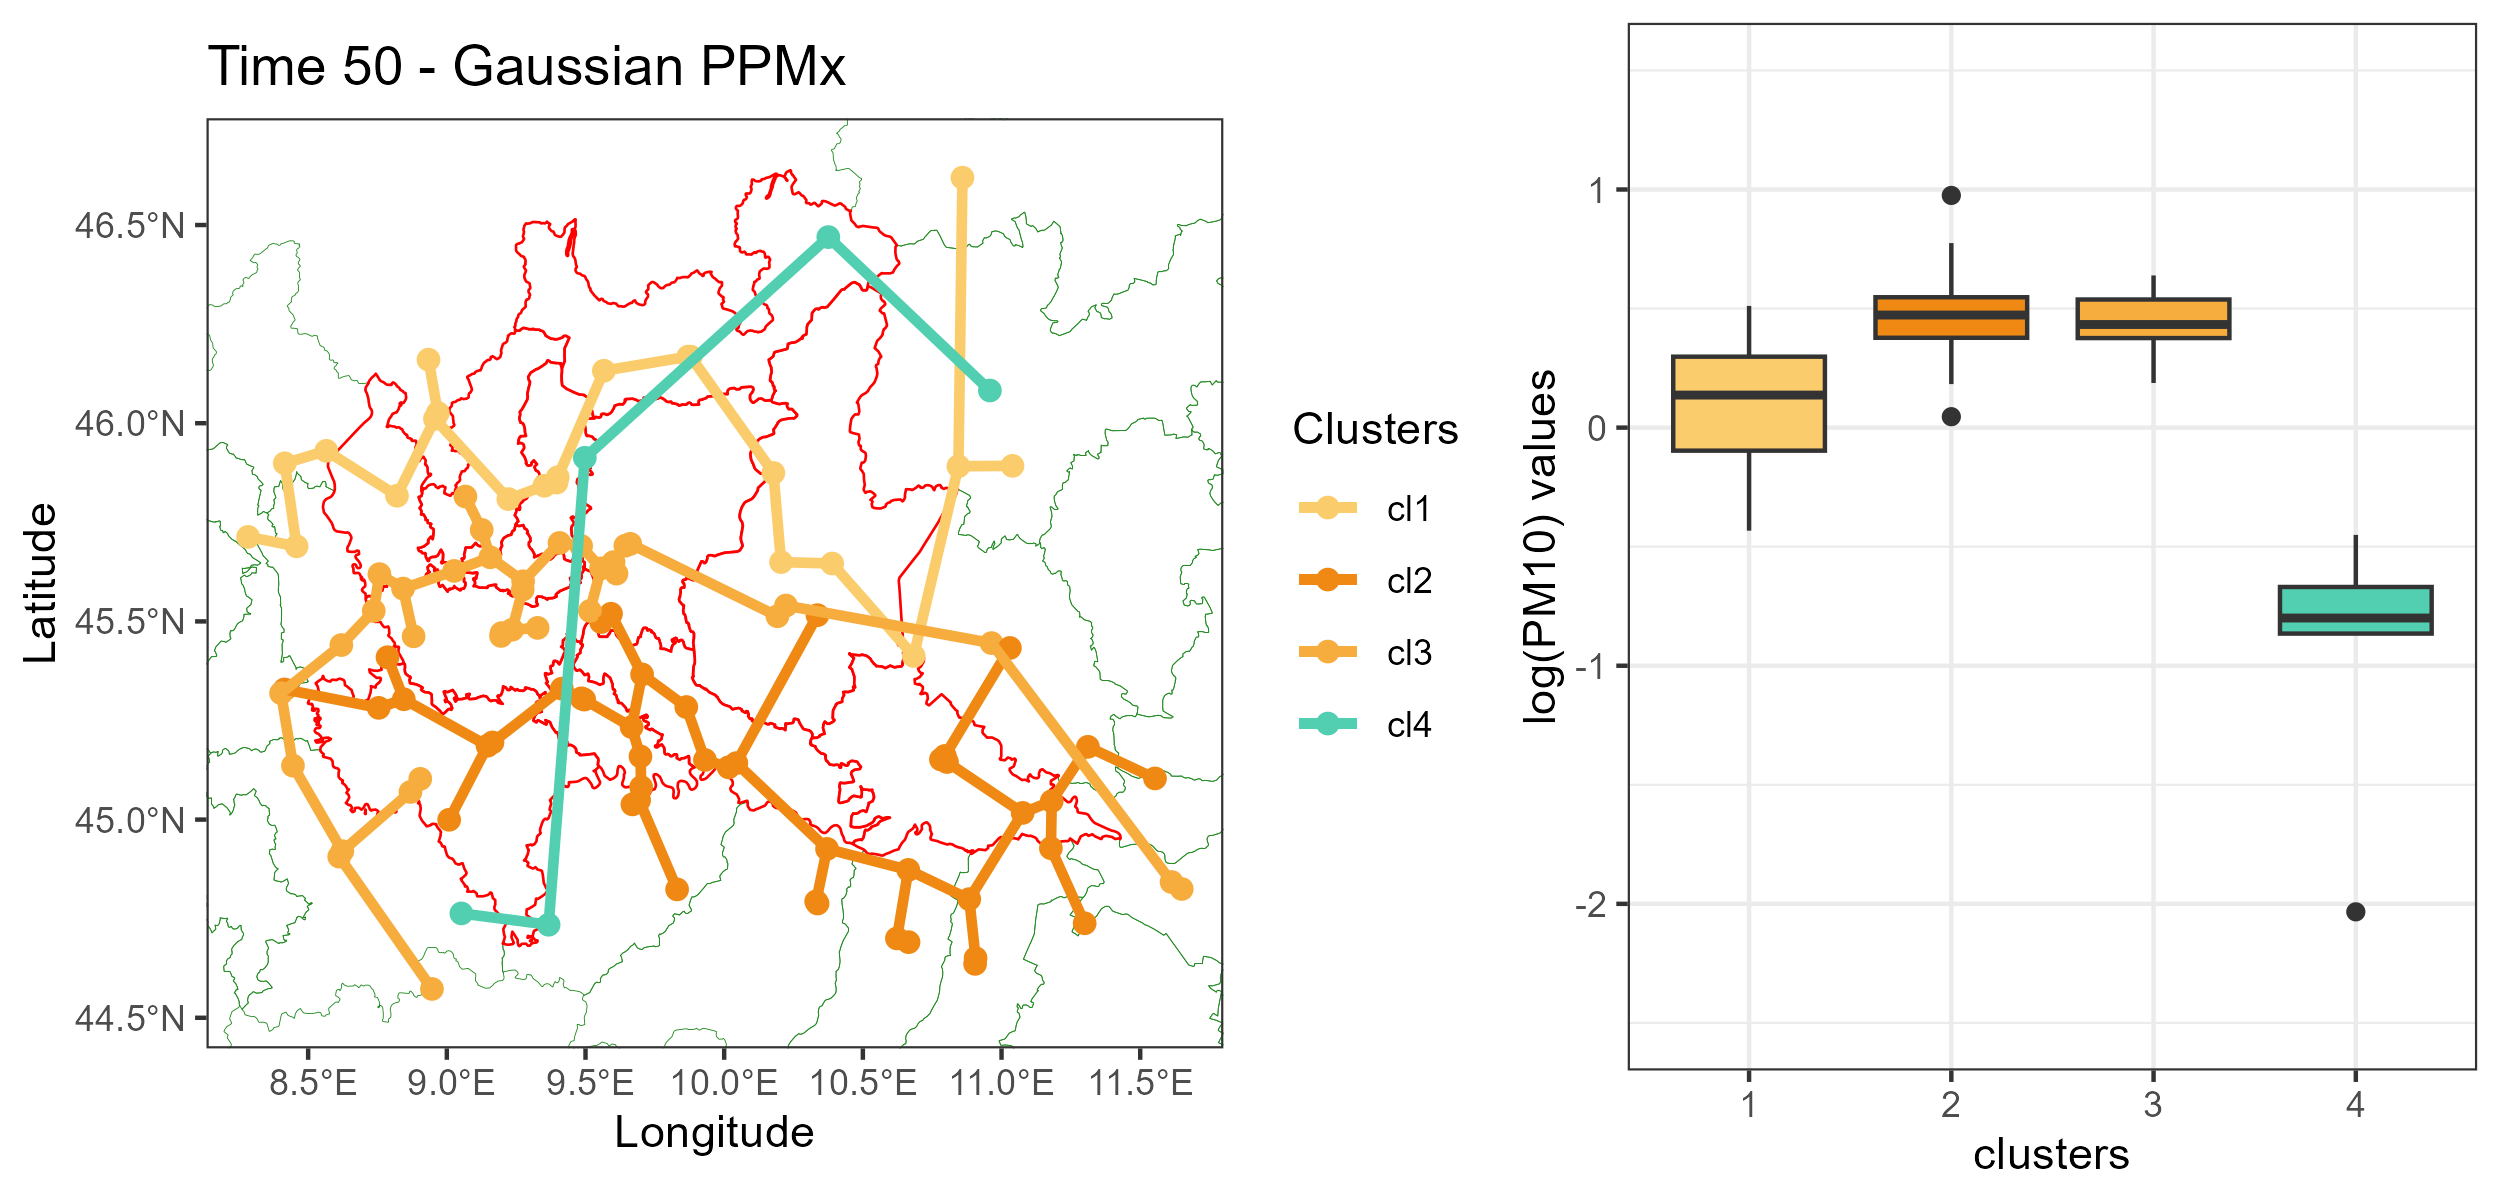 Time 50 - Gaussian PPMx
Latitude
46.5°N
46.0°N
45.5°N
45.0°N
44.5°N
8.5°E 9.0°E 9.5°E 10.0°E 10.5°E 11.0°E 11.5°E
Longitude
Clusters
cl1
cl2
cl3
cl4
log(PM10) values
1
0
-1
-2
1 2 3 4
clusters